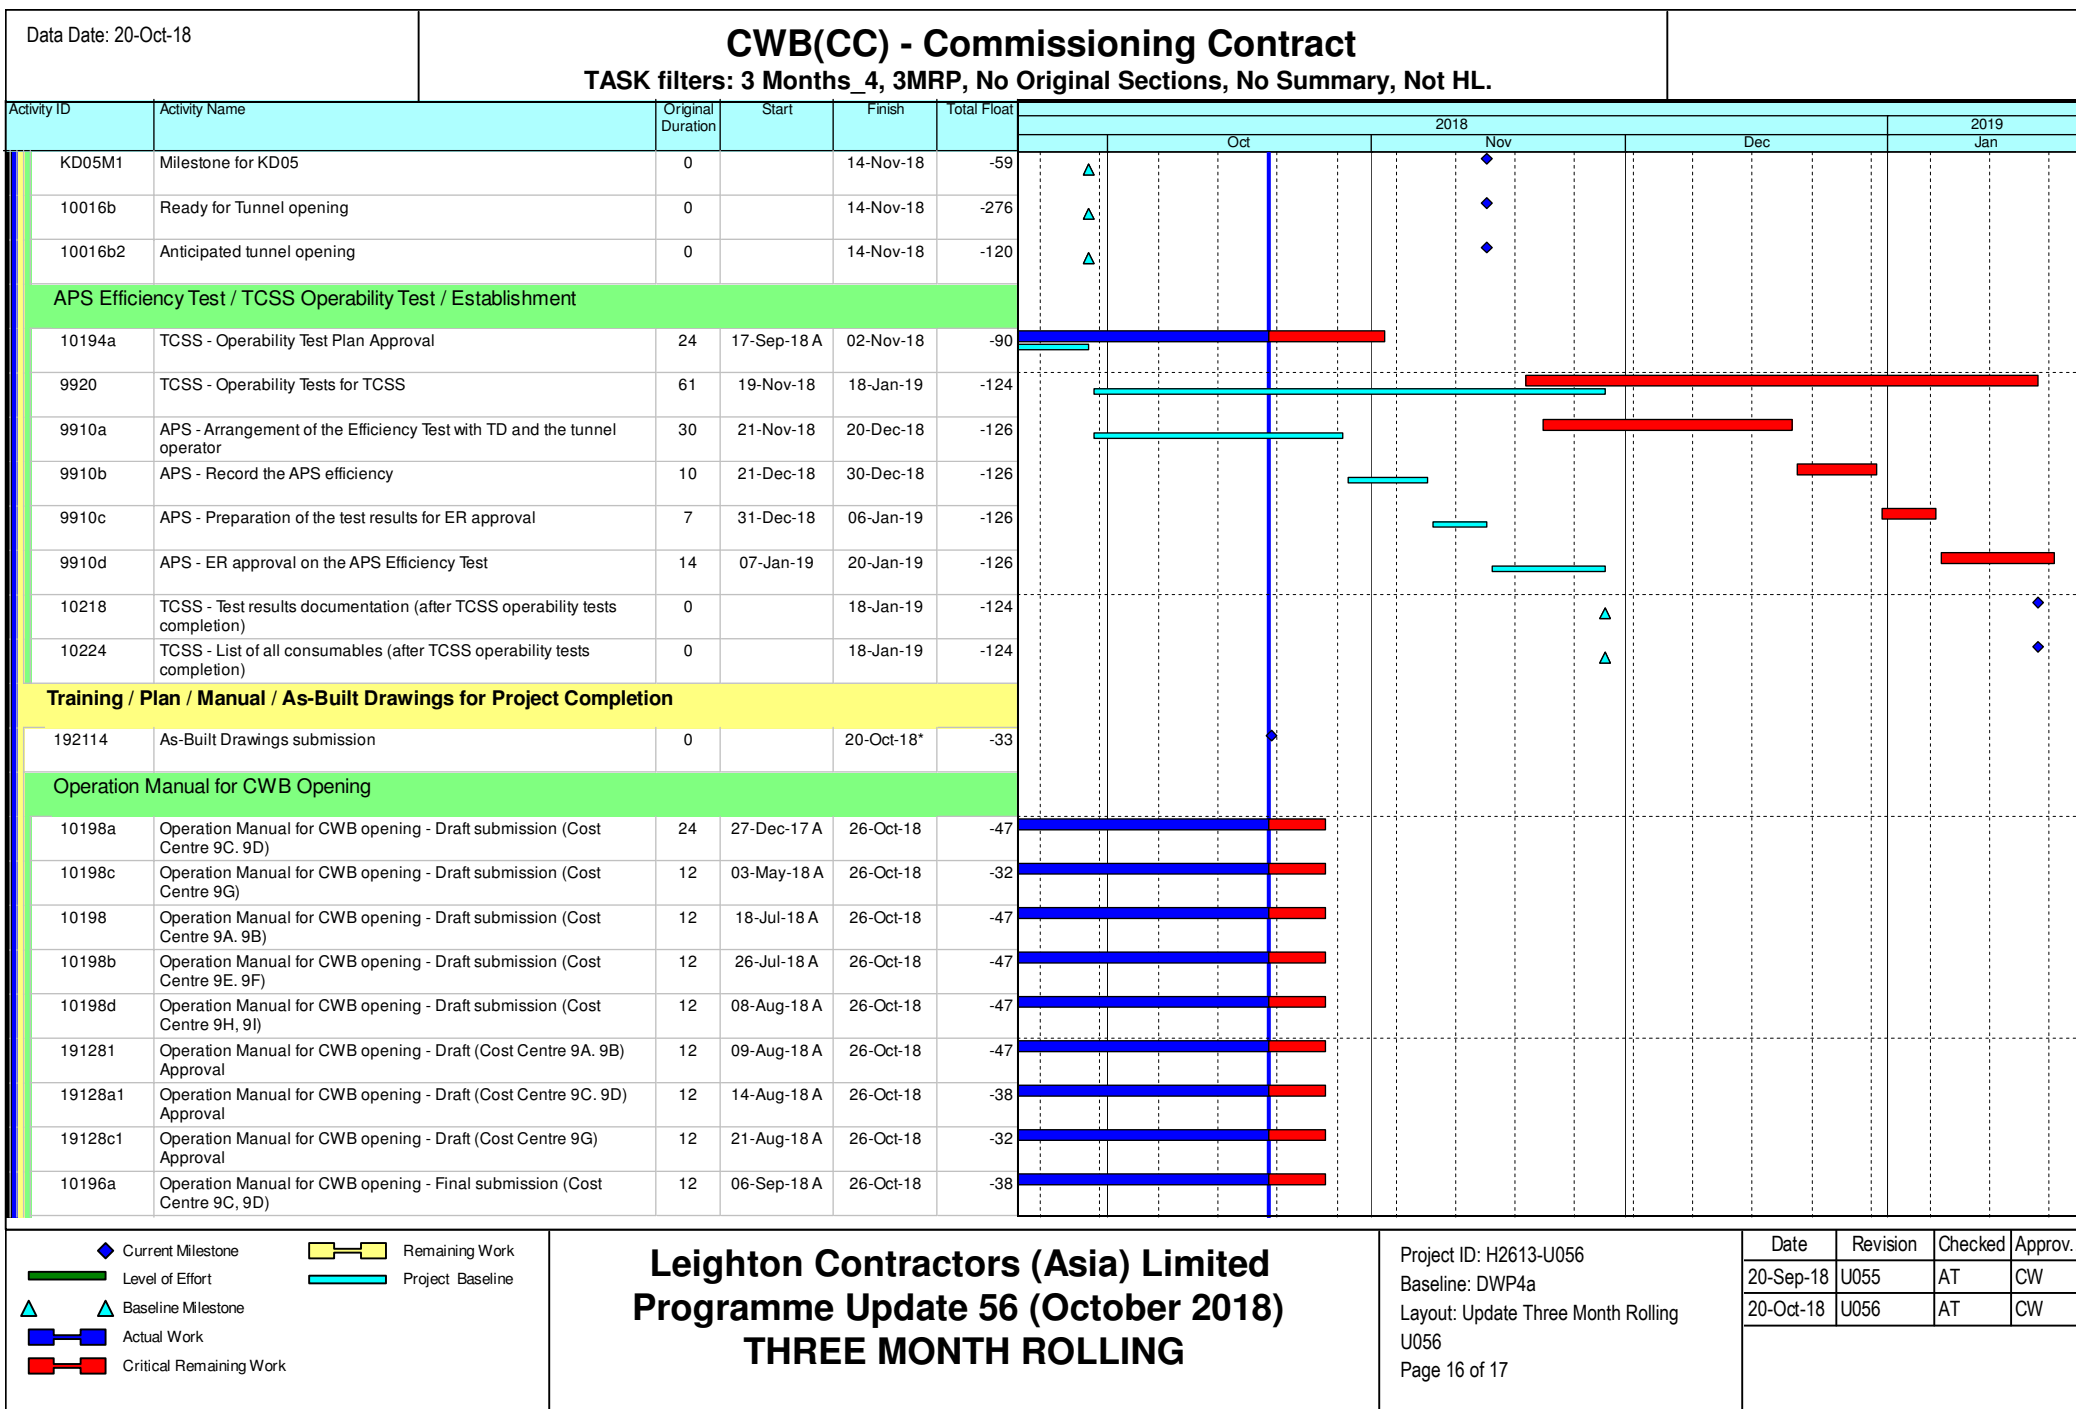 Data Date: 20-Oct-18
CWB(CC) - Commissioning Contract
TASK filters: 3 Months_4, 3MRP, No Original Sections, No Summary, Not HL.
Activity ID Activity Name Original Duration Start Finish Total Float
2018 2019
Oct Nov Dec Jan
KD05M1 Milestone for KD05 0 14-Nov-18 -59
10016b Ready for Tunnel opening 0 14-Nov-18 -276
10016b2 Anticipated tunnel opening 0 14-Nov-18 -120
APS Efficiency Test / TCSS Operability Test / Establishment
10194a TCSS - Operability Test Plan Approval 24 17-Sep-18 A 02-Nov-18 -90
9920 TCSS - Operability Tests for TCSS 61 19-Nov-18 18-Jan-19 -124
9910a APS - Arrangement of the Efficiency Test with TD and the tunnel 30 21-Nov-18 20-Dec-18 -126
operator
9910b APS - Record the APS efficiency 10 21-Dec-18 30-Dec-18 -126
9910c APS - Preparation of the test results for ER approval 7 31-Dec-18 06-Jan-19 -126
9910d APS - ER approval on the APS Efficiency Test 14 07-Jan-19 20-Jan-19 -126
10218 TCSS - Test results documentation (after TCSS operability tests 0 18-Jan-19 -124
completion)
10224 TCSS - List of all consumables (after TCSS operability tests 0 18-Jan-19 -124
completion)
Training / Plan / Manual / As-Built Drawings for Project Completion
192114 As-Built Drawings submission 0 20-Oct-18* -33
Operation Manual for CWB Opening
10198a Operation Manual for CWB opening - Draft submission (Cost 24 27-Dec-17 A 26-Oct-18 -47
Centre 9C. 9D)
10198c Operation Manual for CWB opening - Draft submission (Cost 12 03-May-18 A 26-Oct-18 -32
Centre 9G)
10198 Operation Manual for CWB opening - Draft submission (Cost 12 18-Jul-18 A 26-Oct-18 -47
Centre 9A. 9B)
10198b Operation Manual for CWB opening - Draft submission (Cost 12 26-Jul-18 A 26-Oct-18 -47
Centre 9E. 9F)
10198d Operation Manual for CWB opening - Draft submission (Cost 12 08-Aug-18 A 26-Oct-18 -47
Centre 9H, 9I)
191281 Operation Manual for CWB opening - Draft (Cost Centre 9A. 9B) 12 09-Aug-18 A 26-Oct-18 -47
Approval
19128a1 Operation Manual for CWB opening - Draft (Cost Centre 9C. 9D) 12 14-Aug-18 A 26-Oct-18 -38
Approval
19128c1 Operation Manual for CWB opening - Draft (Cost Centre 9G) 12 21-Aug-18 A 26-Oct-18 -32
Approval
10196a Operation Manual for CWB opening - Final submission (Cost 12 06-Sep-18 A 26-Oct-18 -38
Centre 9C, 9D)
Current Milestone
Level of Effort
Baseline Milestone
Actual Work
Critical Remaining Work
Remaining Work
Project Baseline
Leighton Contractors (Asia) Limited
Programme Update 56 (October 2018)
THREE MONTH ROLLING
Project ID: H2613-U056
Baseline: DWP4a
Layout: Update Three Month Rolling
U056
Page 16 of 17
Date Revision Checked Approv.
20-Sep-18 U055 AT CW
20-Oct-18 U056 AT CW